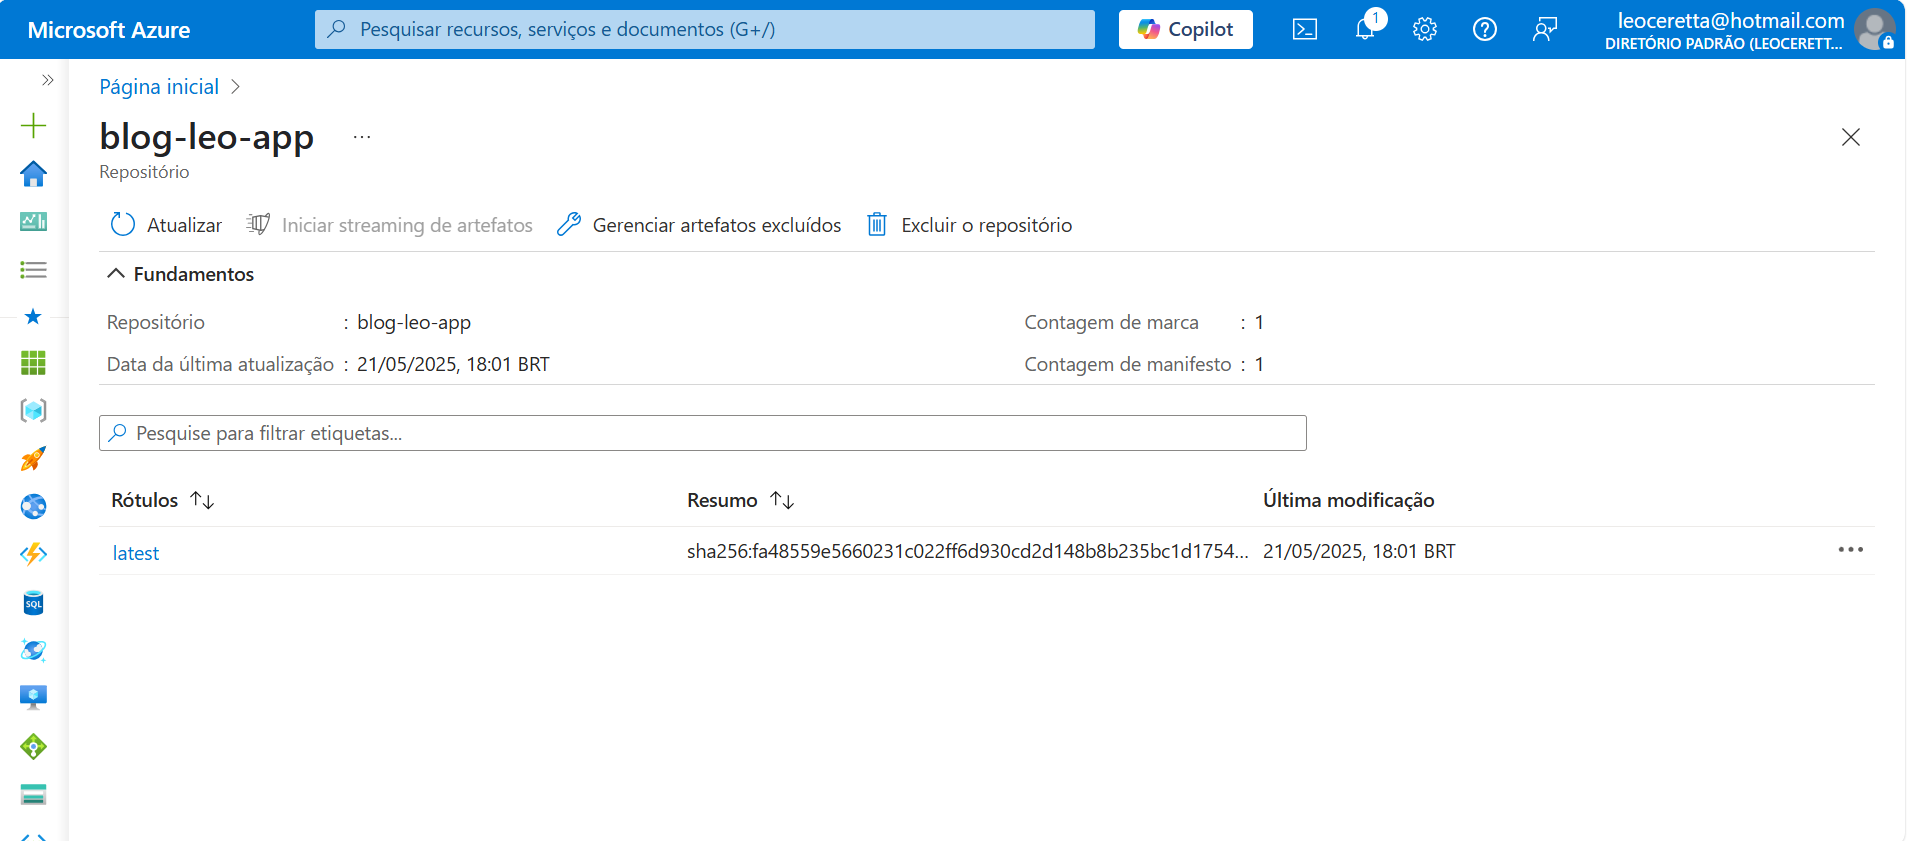 Microsoft Azure
Pesquisar recursos, serviços e documentos (G+/)
Copilot
1
leoceretta@hotmail.com
DIRETÓRIO PADRÃO (LEOCERETT...
Página inicial
blog-leo-app
...
Repositório
Atualizar
Iniciar streaming de artefatos
Gerenciar artefatos excluídos
Excluir o repositório
Fundamentos
Repositório : blog-leo-app
Contagem de marca : 1
Data da última atualização : 21/05/2025, 18:01 BRT
Contagem de manifesto : 1
Pesquise para filtrar etiquetas...
Rótulos Resumo Última modificação
latest sha256:fa48559e5660231c022ff6d930cd2d148b8b235bc1d1754... 21/05/2025, 18:01 BRT
SQL